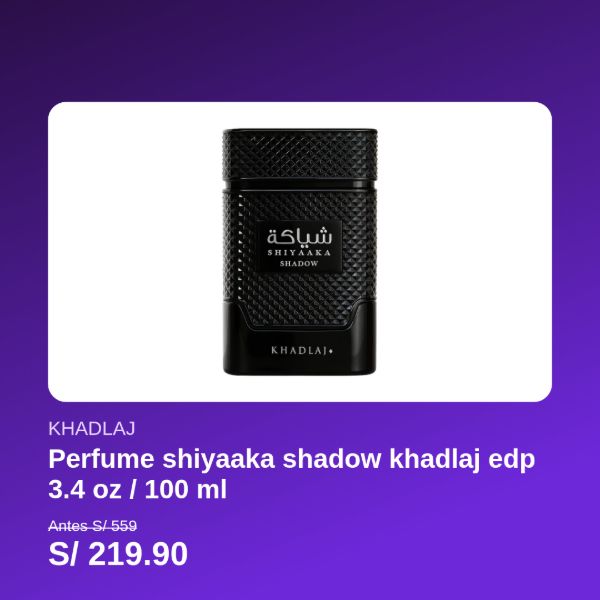 شياكة
SHIYAAKA
SHADOW
KHADLAJ
KHADLAJ
Perfume shiyaaka shadow khadlaj edp
3.4 oz / 100 ml
Antes S/ 559
S/ 219.90